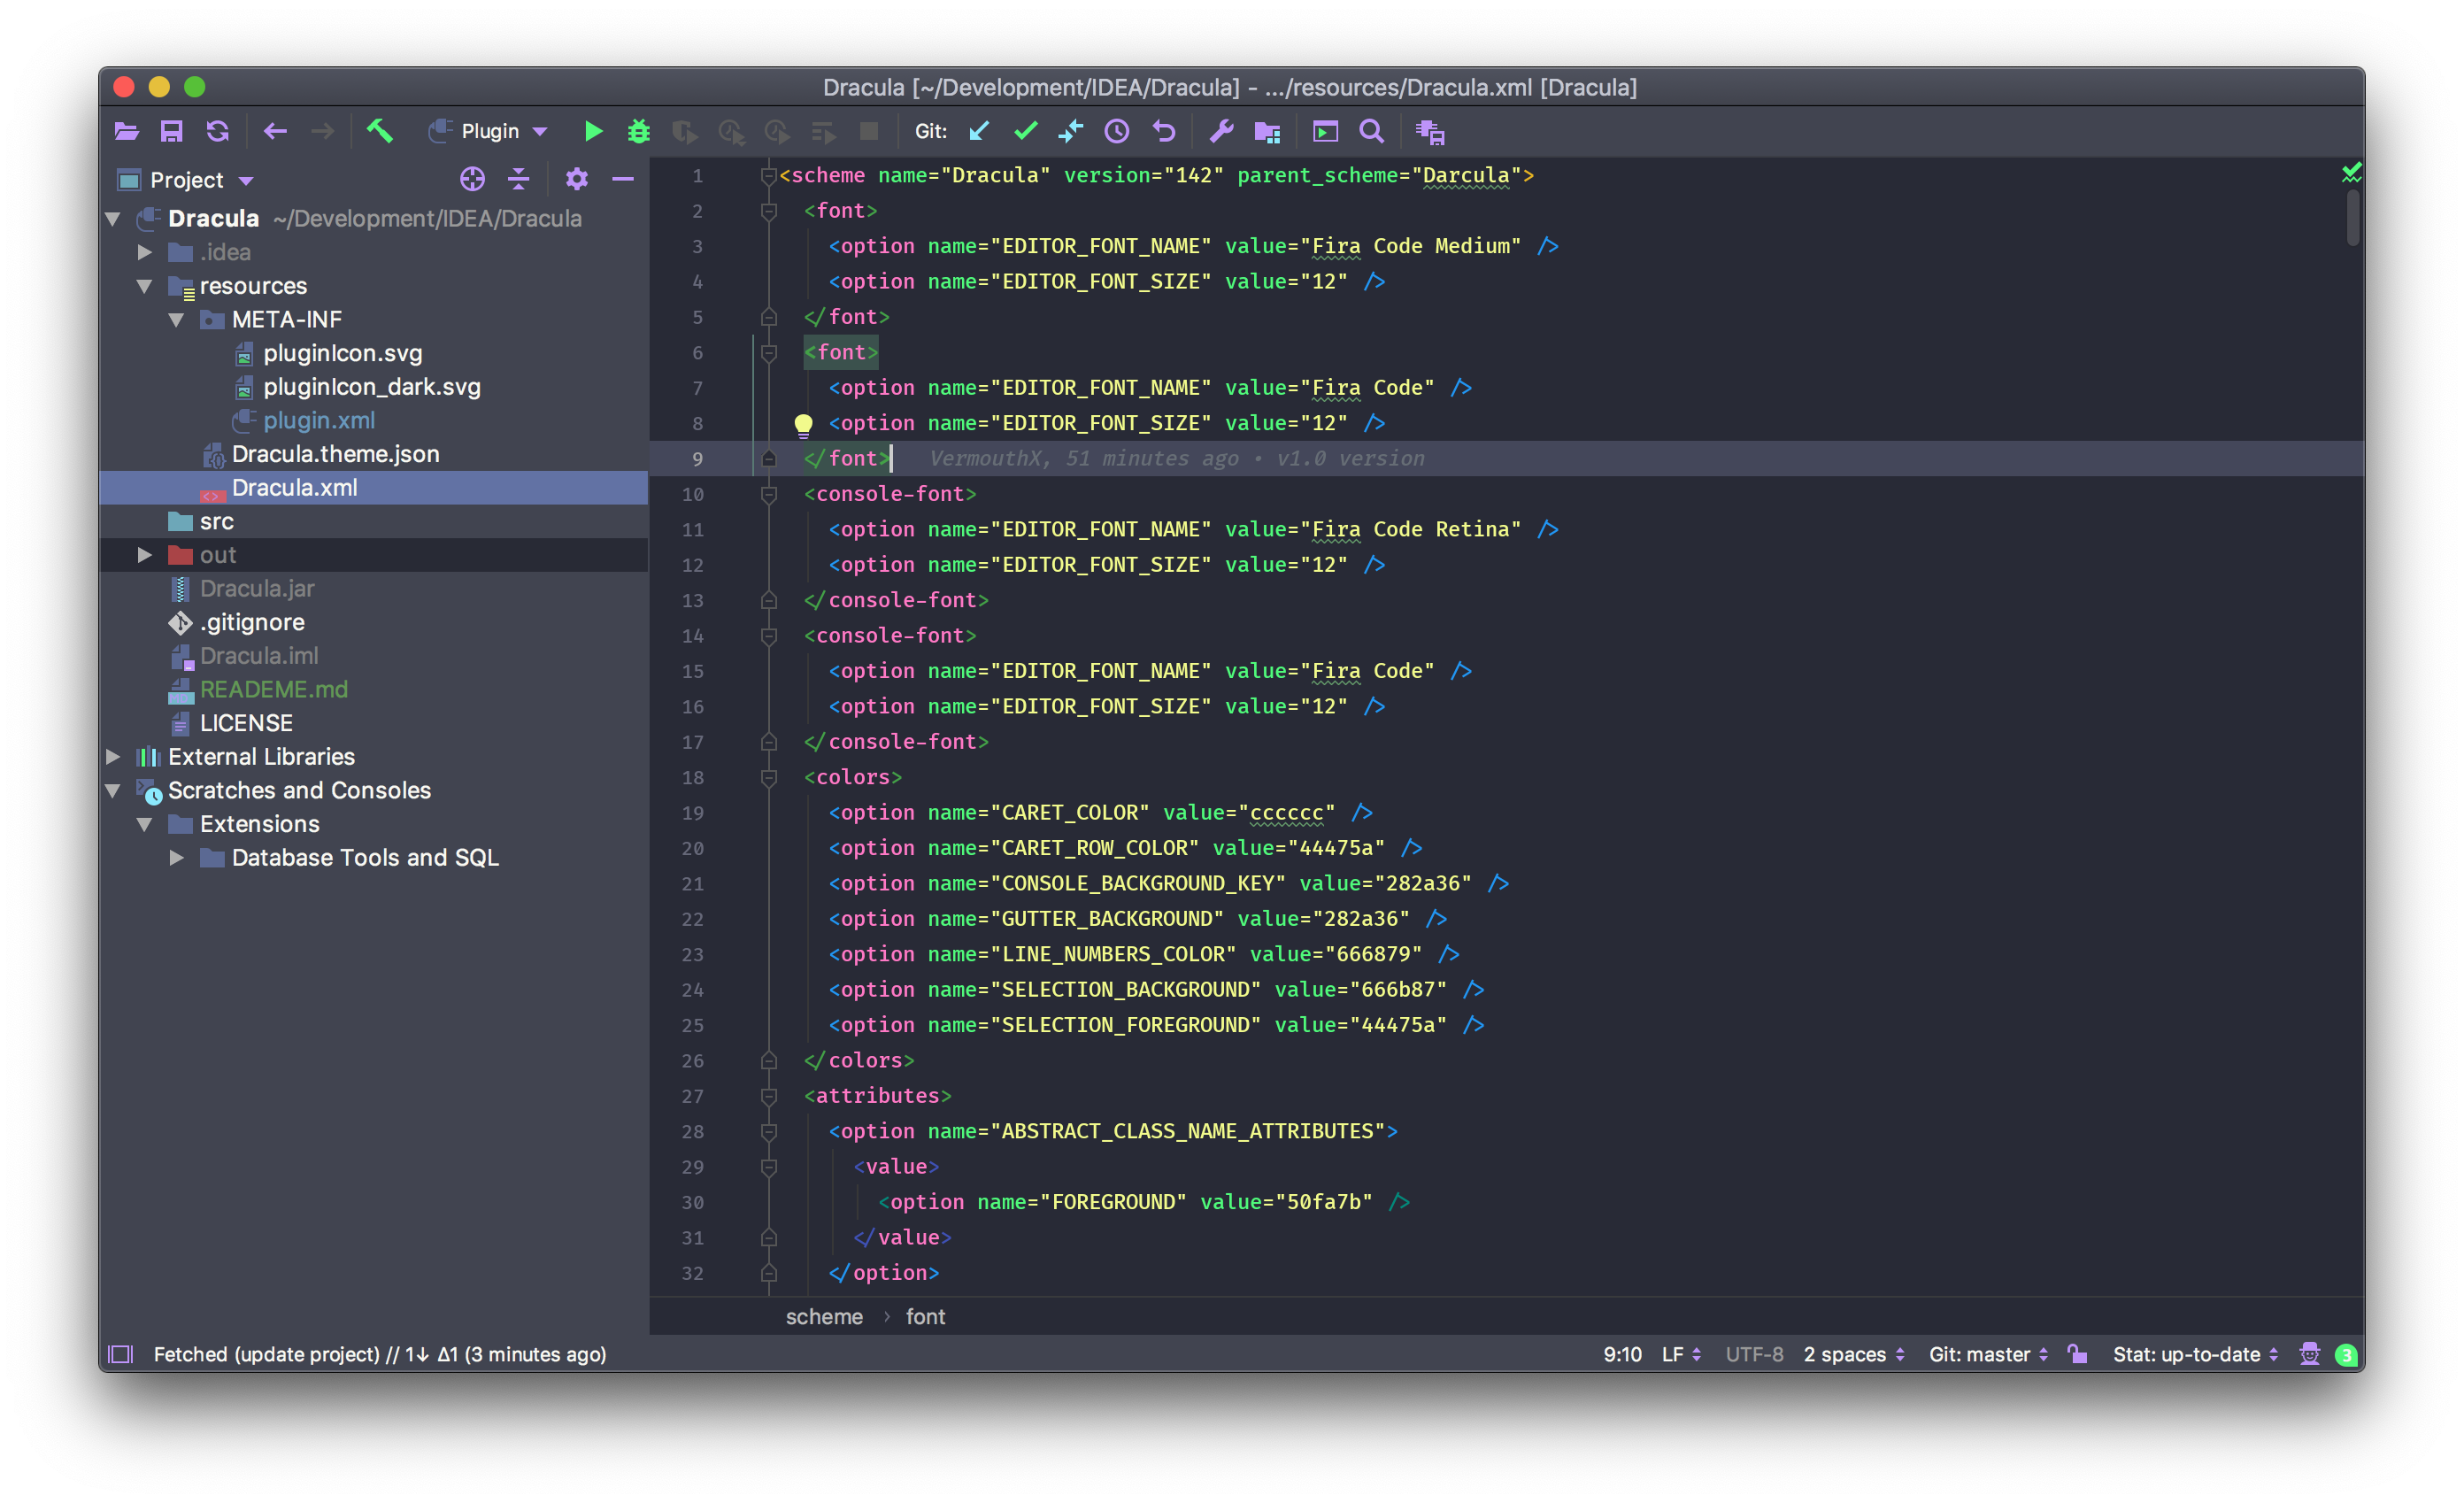 Dracula [~/Development/IDEA/Dracula] - .../resources/Dracula.xml [Dracula]
Plugin
Git:
Project
Dracula ~/Development/IDEA/Dracula
.idea
resources
META-INF
pluginIcon.svg
pluginIcon_dark.svg
plugin.xml
Dracula.theme.json
Dracula.xml
src
out
Dracula.jar
.gitignore
Dracula.iml
READEME.md
LICENSE
External Libraries
Scratches and Consoles
Extensions
Database Tools and SQL
1 <scheme name="Dracula" version="142" parent_scheme="Darcula">
2 <font>
3 <option name="EDITOR_FONT_NAME" value="Fira Code Medium" />
4 <option name="EDITOR_FONT_SIZE" value="12" />
5 </font>
6 <font>
7 <option name="EDITOR_FONT_NAME" value="Fira Code" />
8 <option name="EDITOR_FONT_SIZE" value="12" />
9 </font> VermouthX, 51 minutes ago • v1.0 version
10 <console-font>
11 <option name="EDITOR_FONT_NAME" value="Fira Code Retina" />
12 <option name="EDITOR_FONT_SIZE" value="12" />
13 </console-font>
14 <console-font>
15 <option name="EDITOR_FONT_NAME" value="Fira Code" />
16 <option name="EDITOR_FONT_SIZE" value="12" />
17 </console-font>
18 <colors>
19 <option name="CARET_COLOR" value="cccccc" />
20 <option name="CARET_ROW_COLOR" value="44475a" />
21 <option name="CONSOLE_BACKGROUND_KEY" value="282a36" />
22 <option name="GUTTER_BACKGROUND" value="282a36" />
23 <option name="LINE_NUMBERS_COLOR" value="666879" />
24 <option name="SELECTION_BACKGROUND" value="666b87" />
25 <option name="SELECTION_FOREGROUND" value="44475a" />
26 </colors>
27 <attributes>
28 <option name="ABSTRACT_CLASS_NAME_ATTRIBUTES">
29 <value>
30 <option name="FOREGROUND" value="50fa7b" />
31 </value>
32 </option>
scheme › font
Fetched (update project) // 1↓ Δ1 (3 minutes ago)
9:10 LF UTF-8 2 spaces Git: master Stat: up-to-date 3